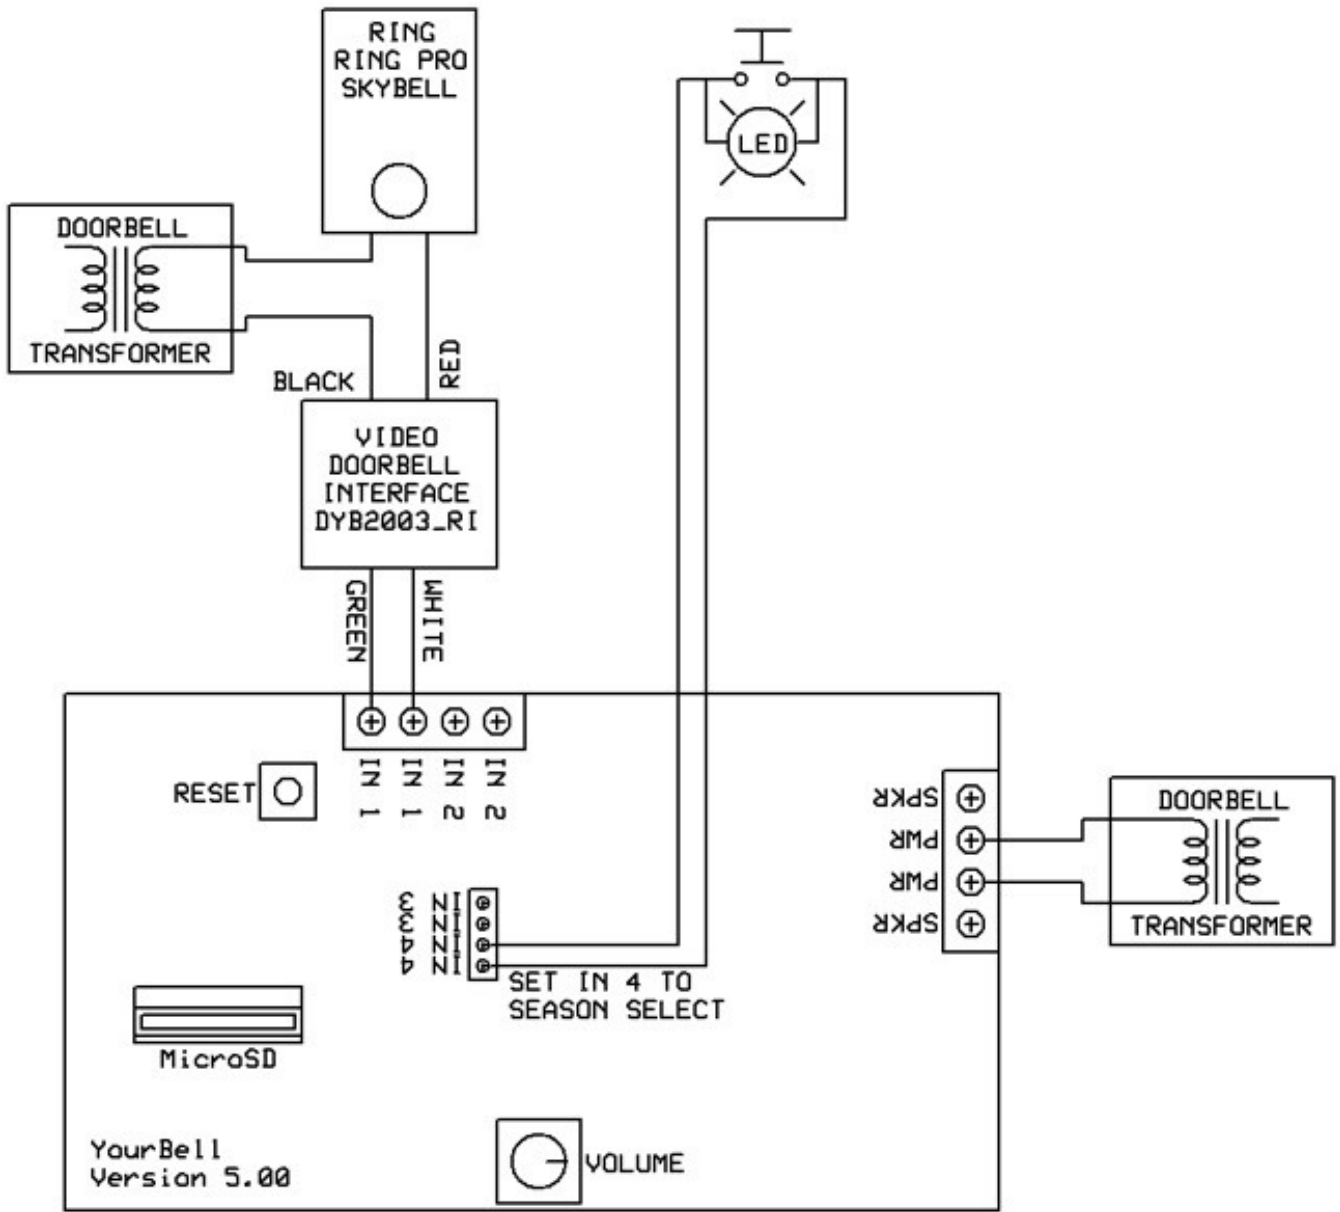 RING
RING PRO
SKYBELL
LED
DOORBELL
TRANSFORMER
BLACK
RED
VIDEO
DOORBELL
INTERFACE
DYB2003_RI
GREEN
WHITE
IN 1
IN 1
IN 2
IN 2
RESET
SPKR
PWR
PWR
SPKR
DOORBELL
TRANSFORMER
IN 3
IN 3
IN 4
IN 4
SET IN 4 TO
SEASON SELECT
MicroSD
YourBell
Version 5.00
VOLUME